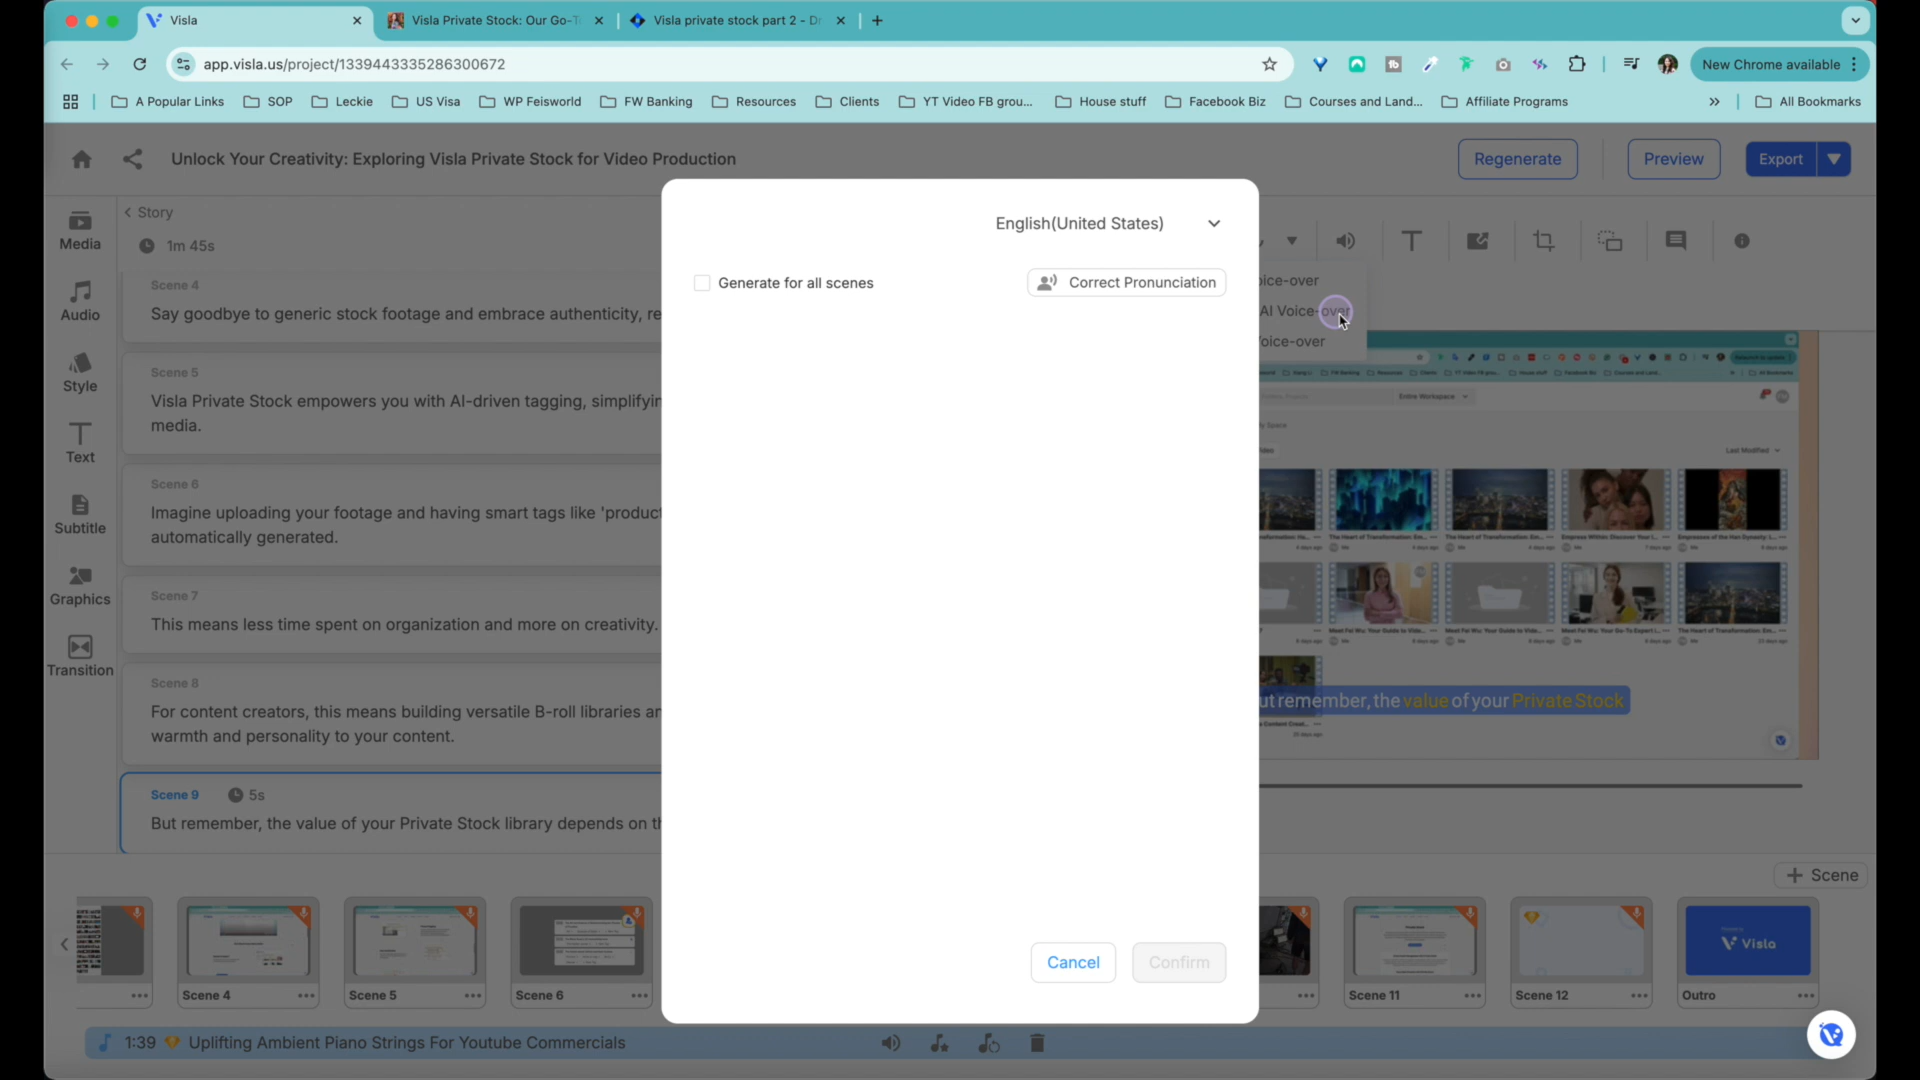 Visla
Visla Private Stock: Our Go-T
Visla private stock part 2 - Dr
app.visla.us/project/1339443335286300672
New Chrome available
A Popular Links
SOP
Leckie
US Visa
WP Feisworld
FW Banking
Resources
Clients
YT Video FB grou...
House stuff
Facebook Biz
Courses and Land...
Affiliate Programs
All Bookmarks
Unlock Your Creativity: Exploring Visla Private Stock for Video Production
Regenerate
Preview
Export
Media
Audio
Style
Text
Subtitle
Graphics
Transition
Story
1m 45s
Scene 4
Say goodbye to generic stock footage and embrace authenticity, re
Scene 5
Visla Private Stock empowers you with AI-driven tagging, simplifyin
media.
Scene 6
Imagine uploading your footage and having smart tags like 'product
automatically generated.
Scene 7
This means less time spent on organization and more on creativity.
Scene 8
For content creators, this means building versatile B-roll libraries an
warmth and personality to your content.
Scene 9
5s
But remember, the value of your Private Stock library depends on th
English(United States)
Generate for all scenes
Correct Pronunciation
Cancel
Confirm
oice-over
AI Voice-over
Voice-over
Entire Workspace
Last Modified
ut remember, the value of your Private Stock
+ Scene
Scene 4
Scene 5
Scene 6
Scene 11
Scene 12
Visla
Outro
1:39
Uplifting Ambient Piano Strings For Youtube Commercials